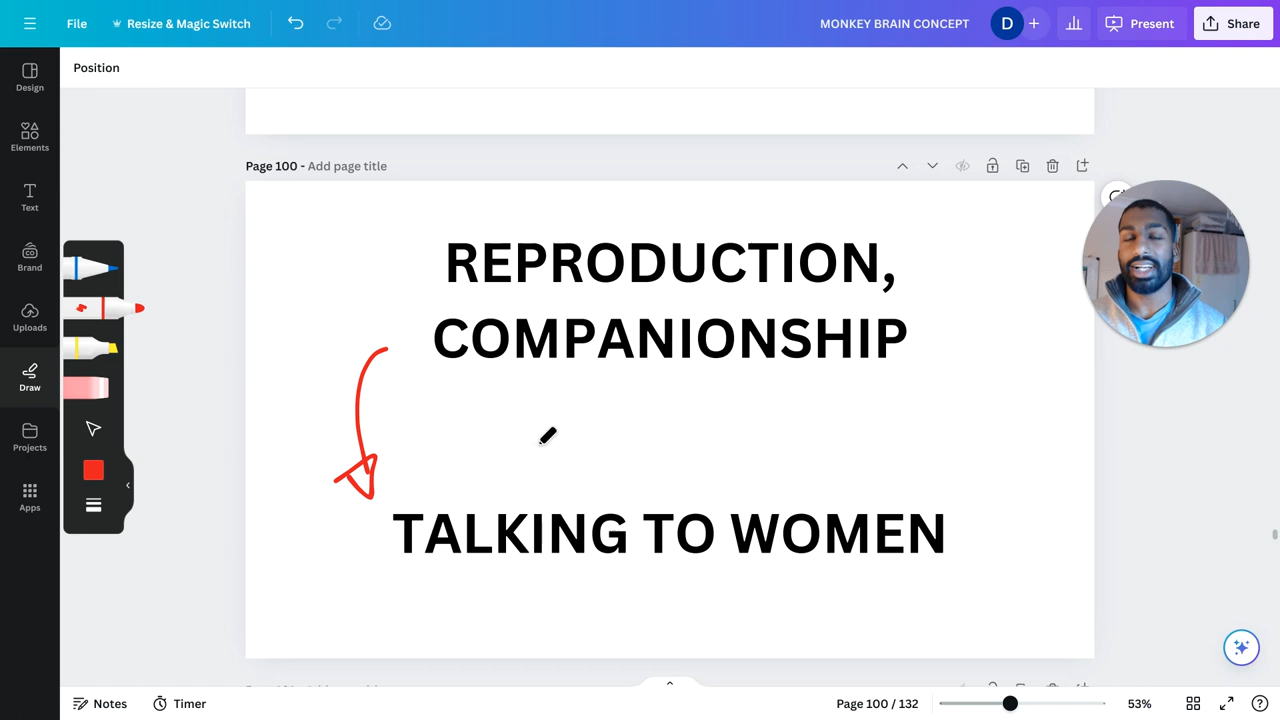 File
Resize & Magic Switch
MONKEY BRAIN CONCEPT
D
+
Present
Share
Position
Design
Elements
Text
Brand
Uploads
Draw
Projects
Apps
Page 100 - Add page title
REPRODUCTION,
COMPANIONSHIP
TALKING TO WOMEN
Notes
Timer
Page 100 / 132
53%